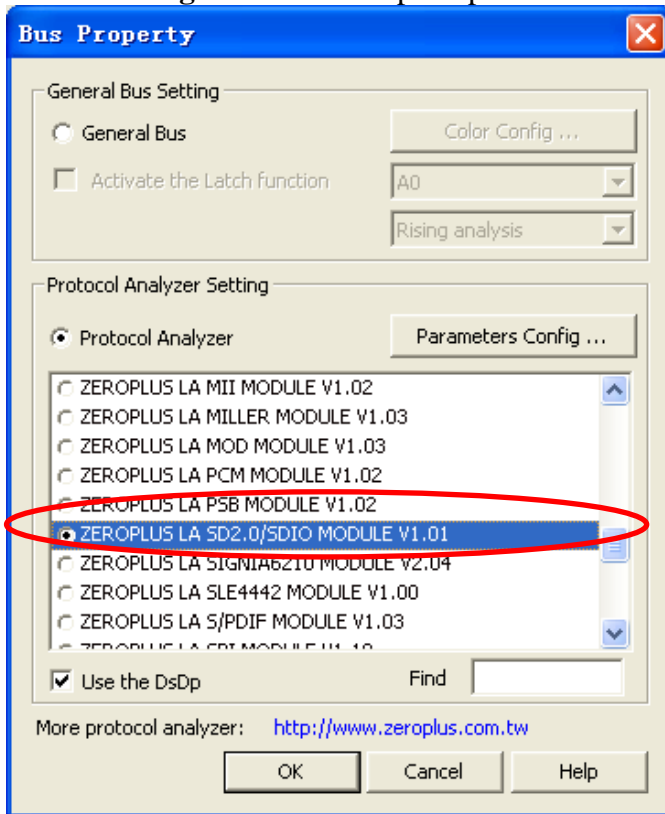 Bus Property
General Bus Setting
General Bus
Color Config ...
Activate the Latch function
A0
Rising analysis
Protocol Analyzer Setting
Protocol Analyzer
Parameters Config ...
ZEROPLUS LA MII MODULE V1.02
ZEROPLUS LA MILLER MODULE V1.03
ZEROPLUS LA MOD MODULE V1.03
ZEROPLUS LA PCM MODULE V1.02
ZEROPLUS LA PSB MODULE V1.02
ZEROPLUS LA SD2.0/SDIO MODULE V1.01
ZEROPLUS LA SIGNIA6210 MODULE V2.04
ZEROPLUS LA SLE4442 MODULE V1.00
ZEROPLUS LA S/PDIF MODULE V1.03
ZEROPLUS LA SPI MODULE
Use the DsDp
Find
More protocol analyzer: http://www.zeroplus.com.tw
OK Cancel Help